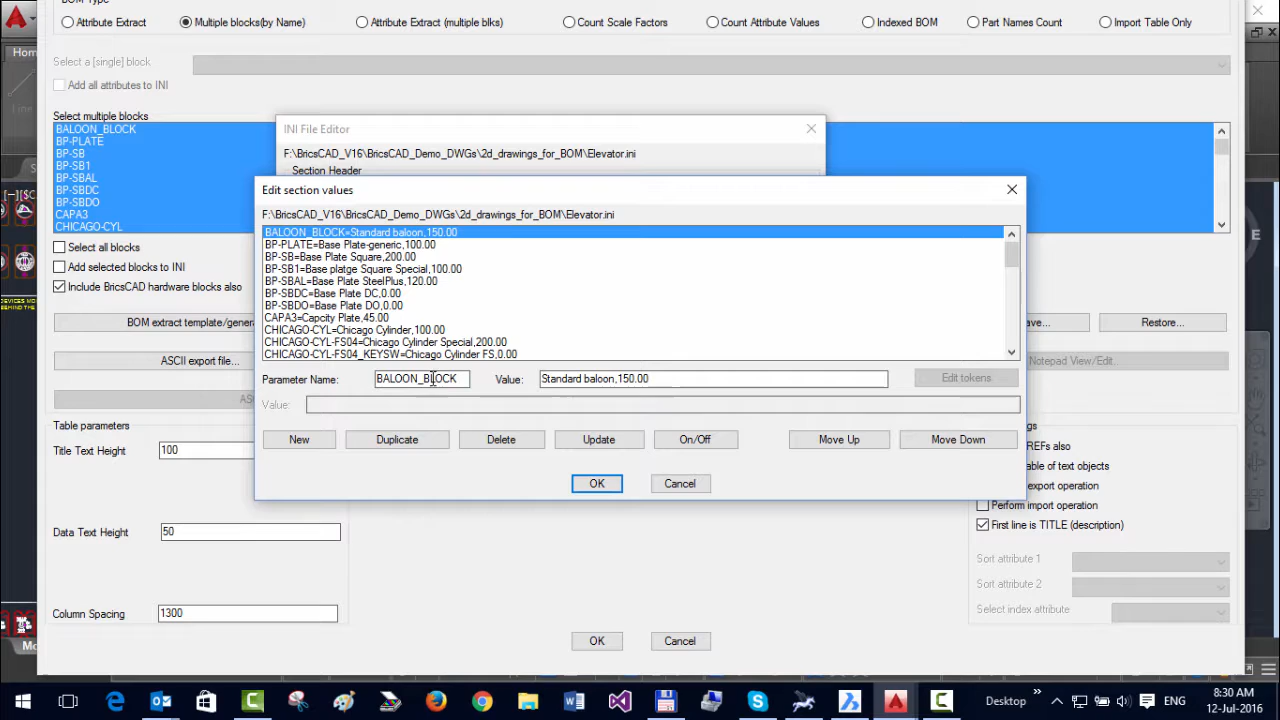 BOM Type
Attribute Extract
Multiple blocks(by Name)
Attribute Extract (multiple blks)
Count Scale Factors
Count Attribute Values
Indexed BOM
Part Names Count
Import Table Only
Hom
Select a [single] block
Line
Add all attributes to INI
Select multiple blocks
BALOON_BLOCK
BP-PLATE
BP-SB
BP-SB1
BP-SBAL
BP-SBDC
BP-SBDO
CAPA3
CHICAGO-CYL
INI File Editor
F:\BricsCAD_V16\BricsCAD_Demo_DWGs\2d_drawings_for_BOM\Elevator.ini
Section Header
Edit section values
F:\BricsCAD_V16\BricsCAD_Demo_DWGs\2d_drawings_for_BOM\Elevator.ini
BALOON_BLOCK=Standard baloon,150.00
BP-PLATE=Base Plate-generic,100.00
BP-SB=Base Plate Square,200.00
BP-SB1=Base platge Square Special,100.00
BP-SBAL=Base Plate SteelPlus,120.00
BP-SBDC=Base Plate DC,0.00
BP-SBDO=Base Plate DO,0.00
CAPA3=Capcity Plate,45.00
CHICAGO-CYL=Chicago Cylinder,100.00
CHICAGO-CYL-FS04=Chicago Cylinder Special,200.00
CHICAGO-CYL-FS04_KEYSW=Chicago Cylinder FS,0.00
Parameter Name:
BALOON_BLOCK
Value:
Standard baloon,150.00
Edit tokens
Value:
New
Duplicate
Delete
Update
On/Off
Move Up
Move Down
OK
Cancel
Select all blocks
Add selected blocks to INI
Include BricsCAD hardware blocks also
BOM extract template/genera
ave...
Restore...
ASCII export file...
Notepad View/Edit...
ASC
Table parameters
Title Text Height
100
Data Text Height
50
Column Spacing
1300
gs
REFs also
able of text objects
export operation
Perform import operation
First line is TITLE (description)
Sort attribute 1
Sort attribute 2
Select index attribute
OK
Cancel
Mo
Desktop
ENG
8:30 AM
12-Jul-2016